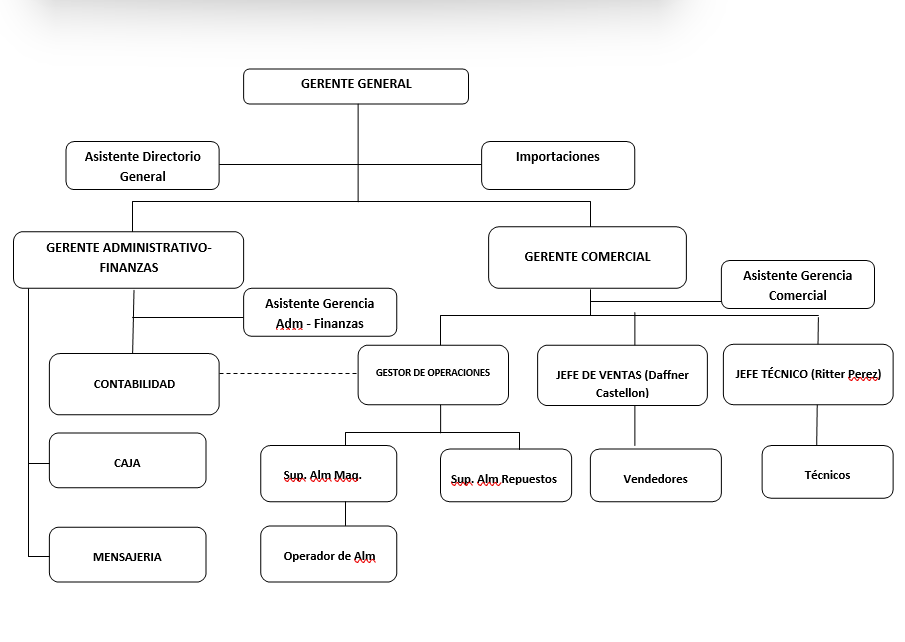 GERENTE GENERAL
Asistente Directorio
General
Importaciones
GERENTE ADMINISTRATIVO-
FINANZAS
GERENTE COMERCIAL
Asistente Gerencia
Comercial
Asistente Gerencia
Adm - Finanzas
CONTABILIDAD
GESTOR DE OPERACIONES
JEFE DE VENTAS (Daffner
Castellon)
JEFE TÉCNICO (Ritter Perez)
CAJA
Sup. Alm Maq.
Sup. Alm Repuestos
Vendedores
Técnicos
MENSAJERIA
Operador de Alm